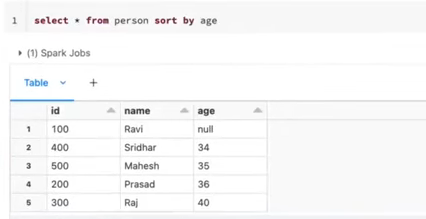 1 select * from person sort by age
(1) Spark Jobs
Table +
id name age
1 100 Ravi null
2 400 Sridhar 34
3 500 Mahesh 35
4 200 Prasad 36
5 300 Raj 40